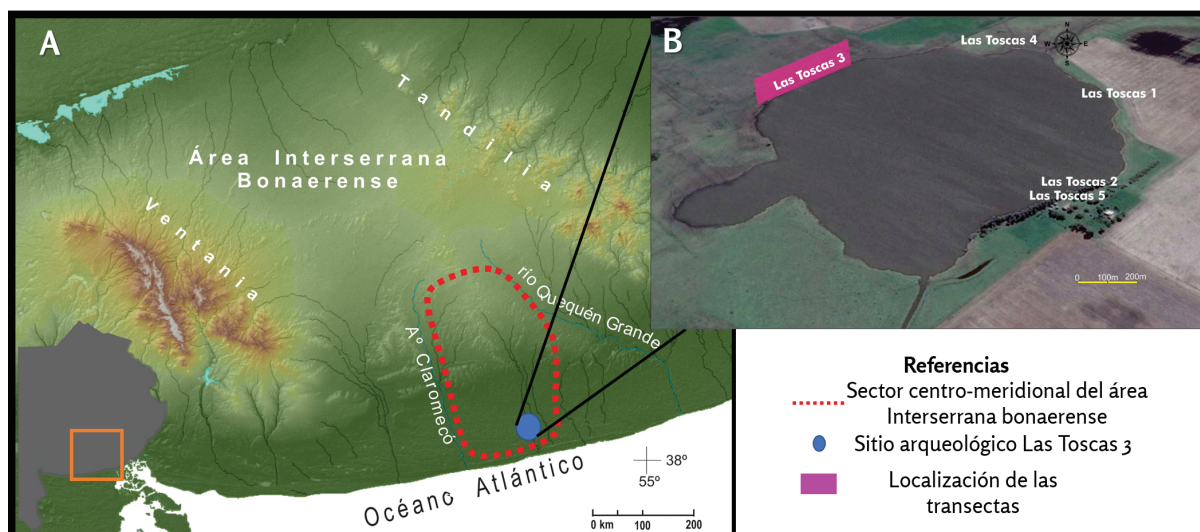 A
Tandilia
Área Interserrana
Bonaerense
Ventania
río Quequén Grande
Aº Claromecó
Océano Atlántico
38º
55º
0 km 100 200
B
N
W E
S
Las Toscas 4
Las Toscas 3
Las Toscas 1
Las Toscas 2
Las Toscas 5
0 100m 200m
Referencias
Sector centro-meridional del área
Interserrana bonaerense
Sitio arqueológico Las Toscas 3
Localización de las
transectas